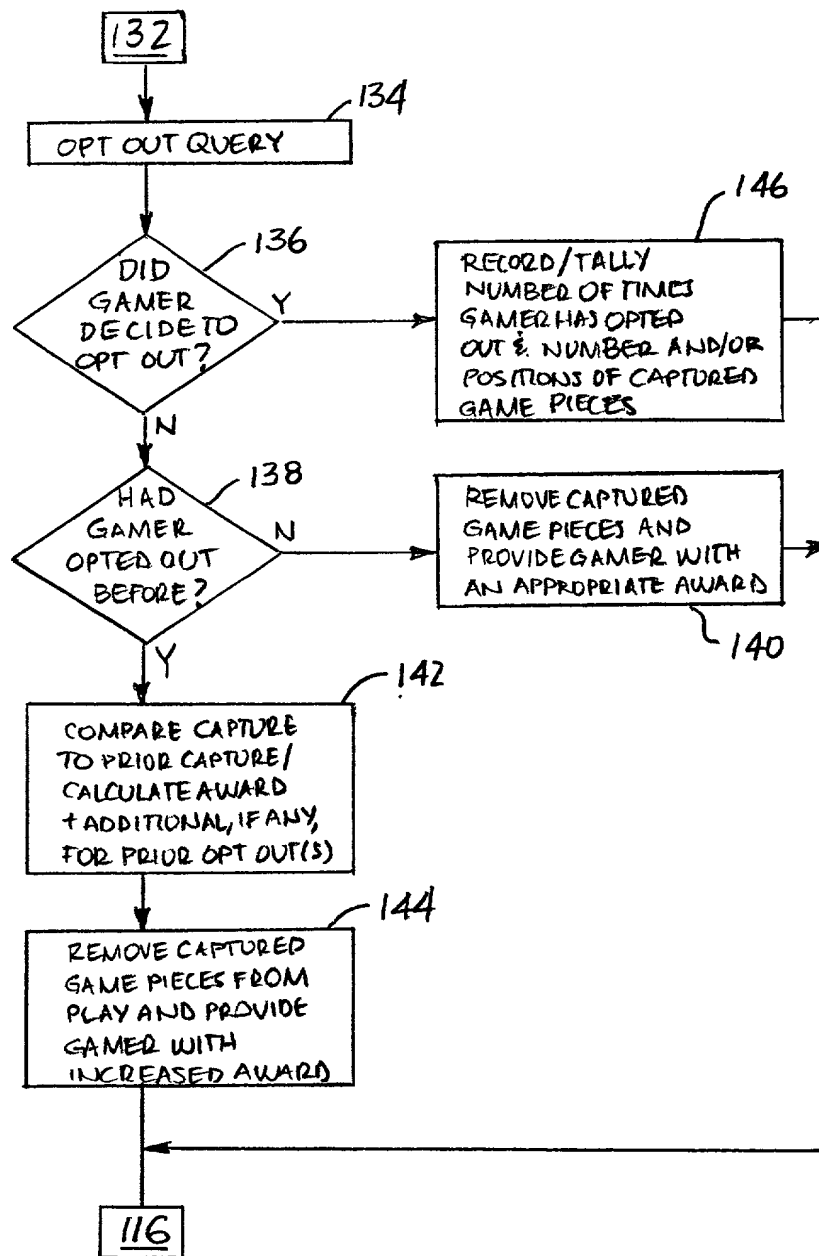 132
134
OPT OUT QUERY
136
DID
GAMER
DECIDE TO
OPT OUT?
Y
N
146
RECORD/TALLY
NUMBER OF TIMES
GAMER HAS OPTED
OUT & NUMBER AND/OR
POSITIONS OF CAPTURED
GAME PIECES
138
HAD
GAMER
OPTED OUT
BEFORE?
N
Y
REMOVE CAPTURED
GAME PIECES AND
PROVIDE GAMER WITH
AN APPROPRIATE AWARD
140
142
COMPARE CAPTURE
TO PRIOR CAPTURE/
CALCULATE AWARD
+ ADDITIONAL, IF ANY,
FOR PRIOR OPT OUT(S)
144
REMOVE CAPTURED
GAME PIECES FROM
PLAY AND PROVIDE
GAMER WITH
INCREASED AWARD
116